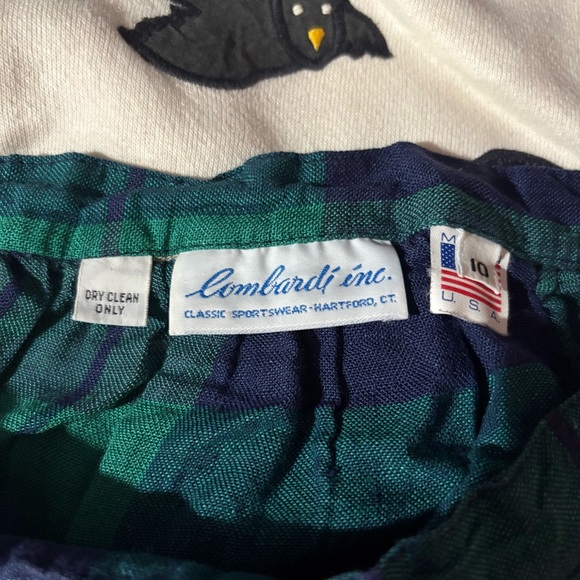 DRY CLEAN
ONLY
Lombardi inc.
CLASSIC SPORTSWEAR-HARTFORD, CT.
M
10
U.S.A